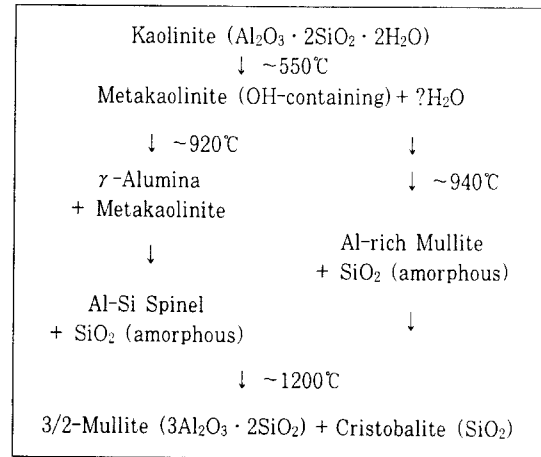 Kaolinite (Al₂O₃・2SiO₂・2H₂O)
↓ ~550℃
Metakaolinite (OH-containing) + ?H₂O
↓ ~920℃ ↓
γ-Alumina ↓ ~940℃
+ Metakaolinite
↓ Al-rich Mullite
+ SiO₂ (amorphous)
Al-Si Spinel
+ SiO₂ (amorphous) ↓
↓ ~1200℃
3/2-Mullite (3Al₂O₃・2SiO₂) + Cristobalite (SiO₂)